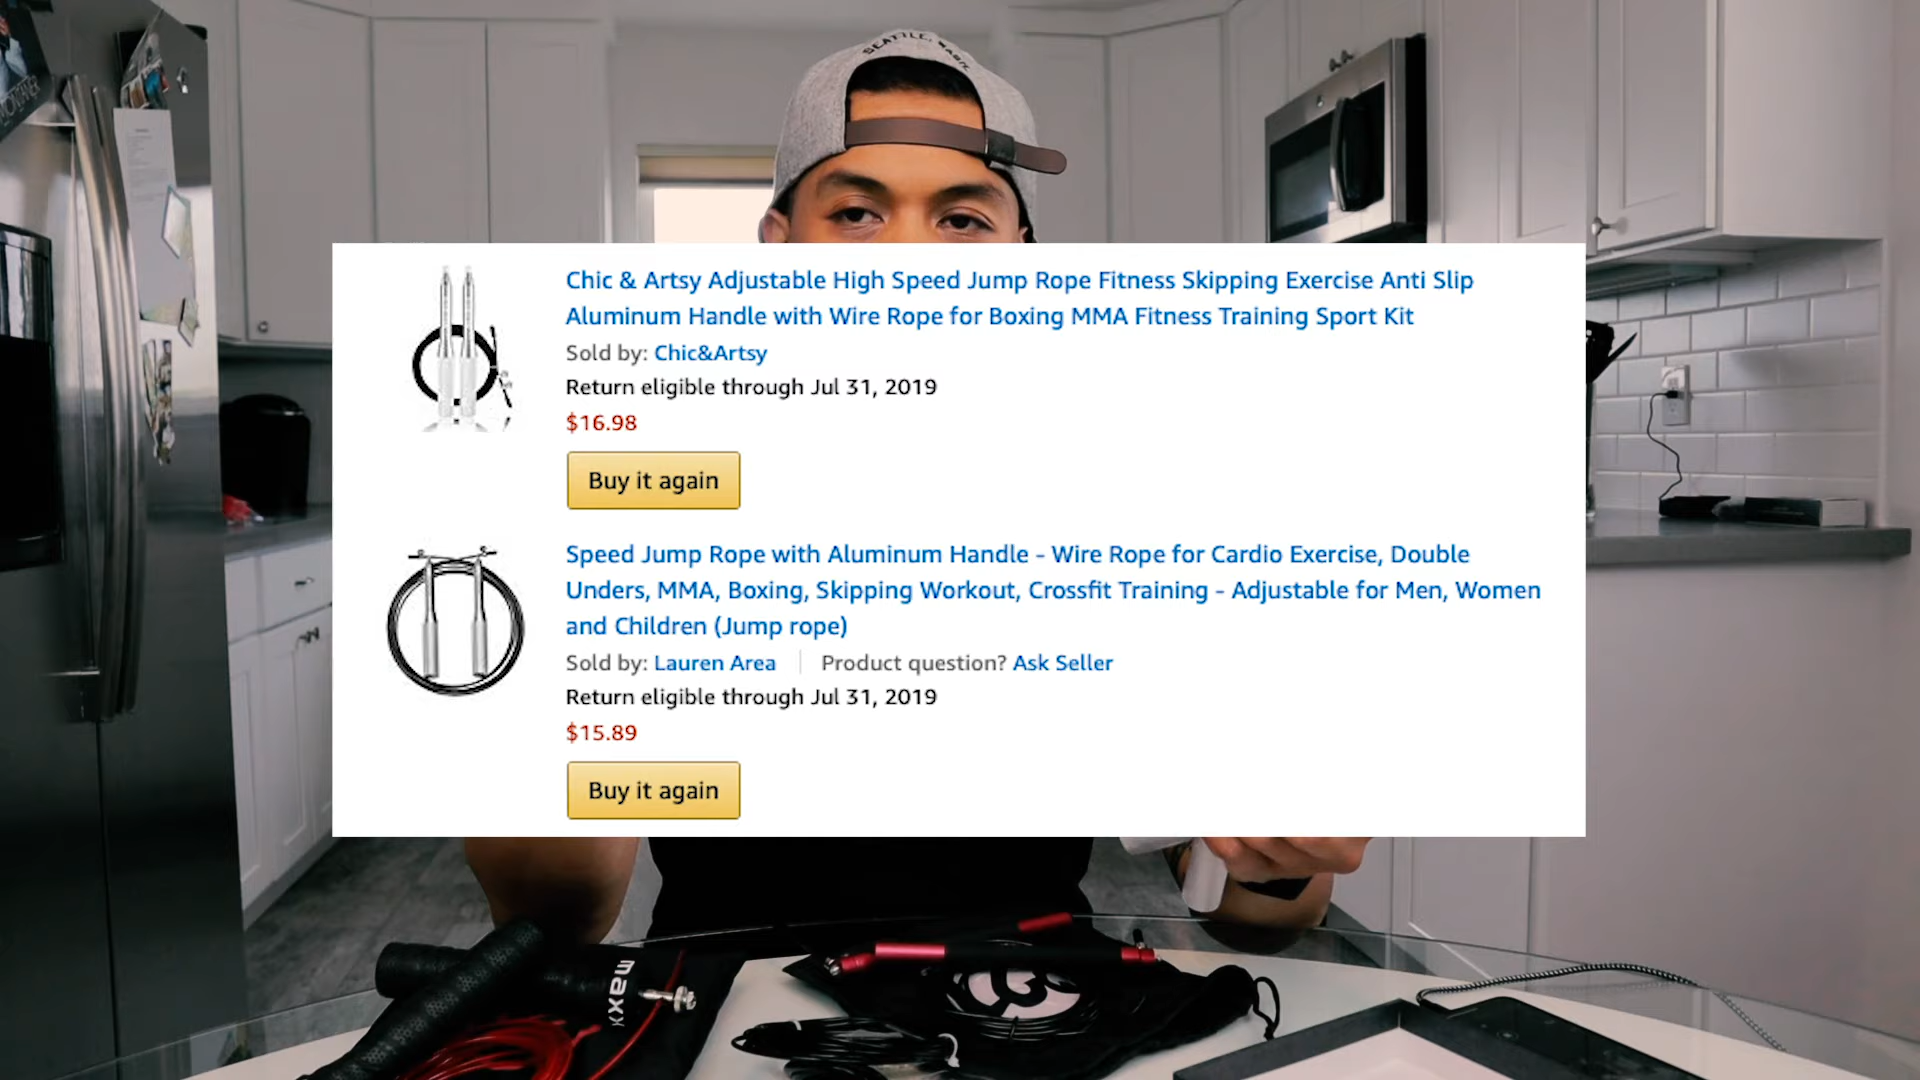 MONTANER
SEATTLE, WASH.
Chic & Artsy Adjustable High Speed Jump Rope Fitness Skipping Exercise Anti Slip
Aluminum Handle with Wire Rope for Boxing MMA Fitness Training Sport Kit
Sold by: Chic&Artsy
Return eligible through Jul 31, 2019
$16.98
Buy it again
Speed Jump Rope with Aluminum Handle - Wire Rope for Cardio Exercise, Double
Unders, MMA, Boxing, Skipping Workout, Crossfit Training - Adjustable for Men, Women
and Children (Jump rope)
Sold by: Lauren Area Product question? Ask Seller
Return eligible through Jul 31, 2019
$15.89
Buy it again
maxx